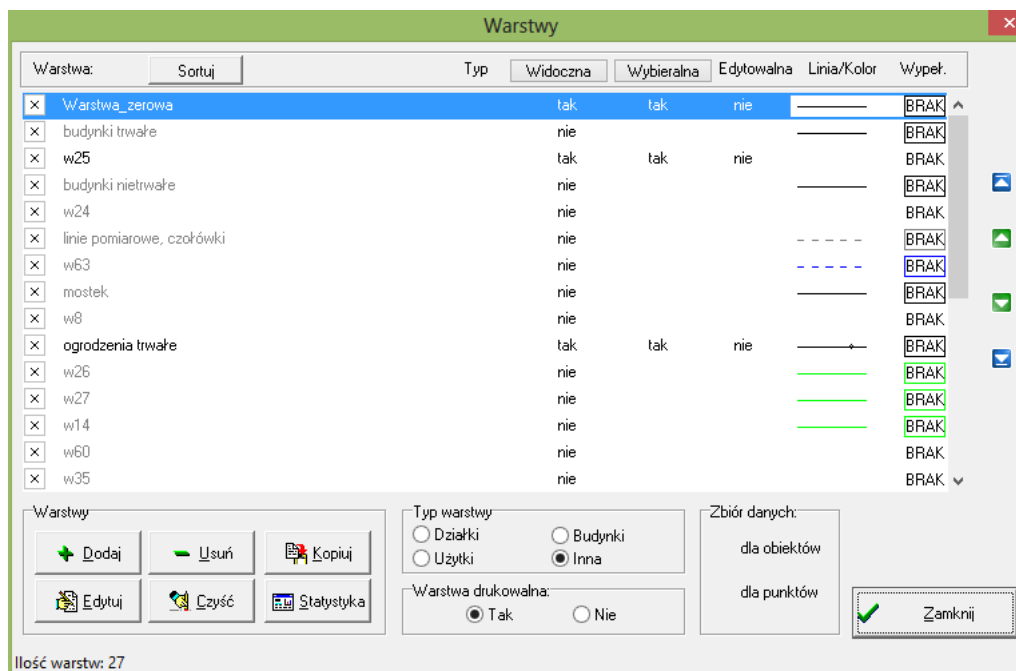 Warstwy
Warstwa: Sortuj Typ Widoczna Wybieralna Edytowalna Linia/Kolor Wypeł.
Warstwa_zerowa tak tak nie BRAK
budynki trwałe nie BRAK
w25 tak tak nie BRAK
budynki nietrwałe nie BRAK
w24 nie BRAK
linie pomiarowe, czołówki nie BRAK
w63 nie BRAK
mostek nie BRAK
w8 nie BRAK
ogrodzenia trwałe tak tak nie BRAK
w26 nie BRAK
w27 nie BRAK
w14 nie BRAK
w60 nie BRAK
w35 nie BRAK
Warstwy
Dodaj Usuń Kopiuj
Edytuj Czyść Statystyka
Typ warstwy
Działki Budynki
Użytki Inna
Warstwa drukowalna:
Tak Nie
Zbiór danych:
dla obiektów
dla punktów
Zamknij
Ilość warstw: 27